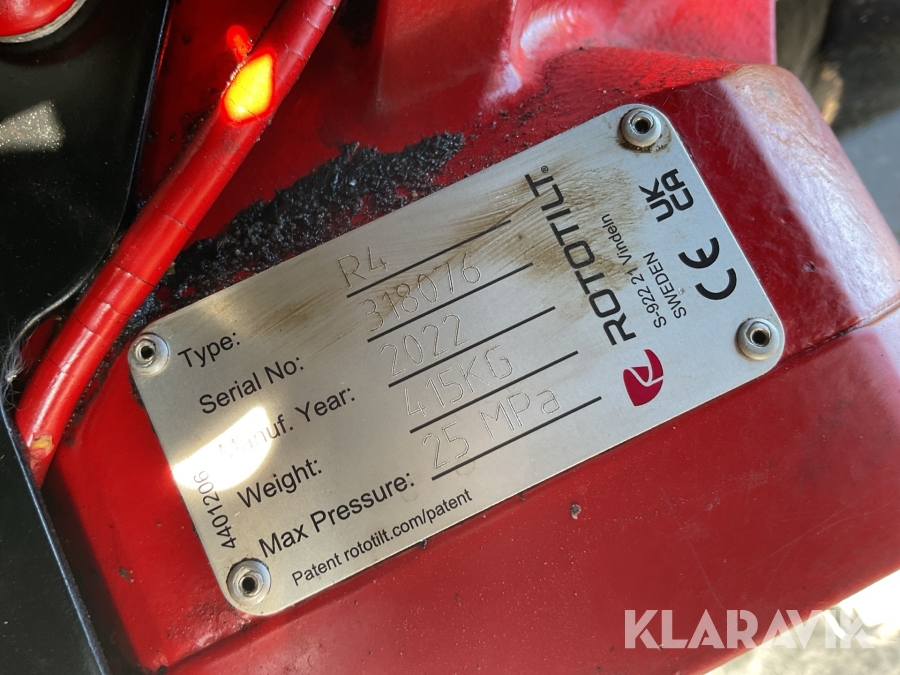 Type: R4
Serial No: 318076
Manuf. Year: 2022
Weight: 415KG
Max Pressure: 25 MPa
4401206
Patent rototilt.com/patent
ROTOTILT®
S-922 21 Vindeln
SWEDEN
CE
UK
CA
KLARAVIK